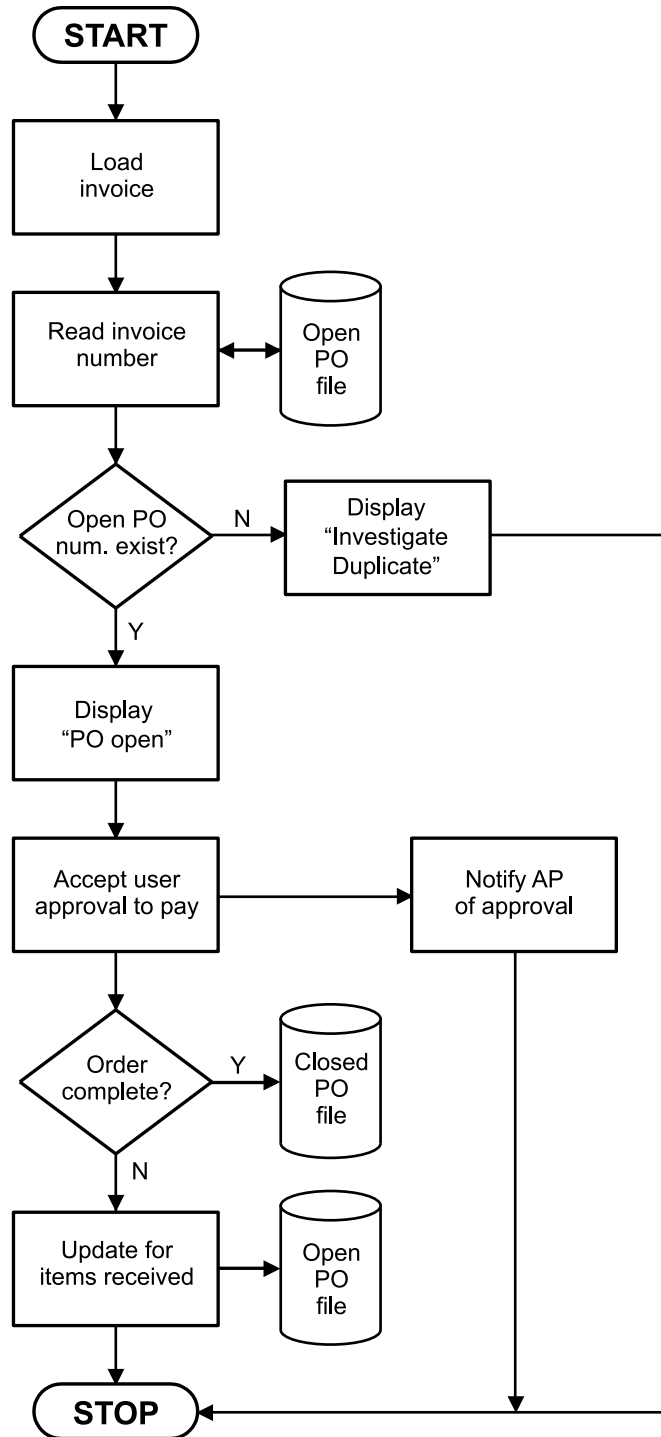 START
Load
invoice
Read invoice
number
Open
PO
file
Open PO
num. exist?
N
Display
“Investigate
Duplicate”
Y
Display
“PO open”
Accept user
approval to pay
Notify AP
of approval
Order
complete?
Y
Closed
PO
file
N
Update for
items received
Open
PO
file
STOP